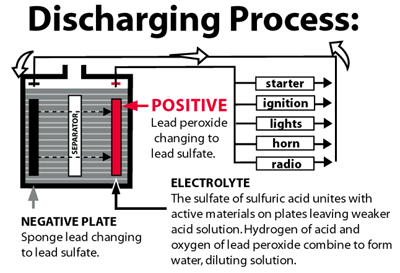 Discharging Process:
starter
ignition
lights
horn
radio
SEPARATOR
POSITIVE
Lead peroxide
changing to
lead sulfate.
NEGATIVE PLATE
Sponge lead changing
to lead sulfate.
ELECTROLYTE
The sulfate of sulfuric acid unites with
active materials on plates leaving weaker
acid solution. Hydrogen of acid and
oxygen of lead peroxide combine to form
water, diluting solution.